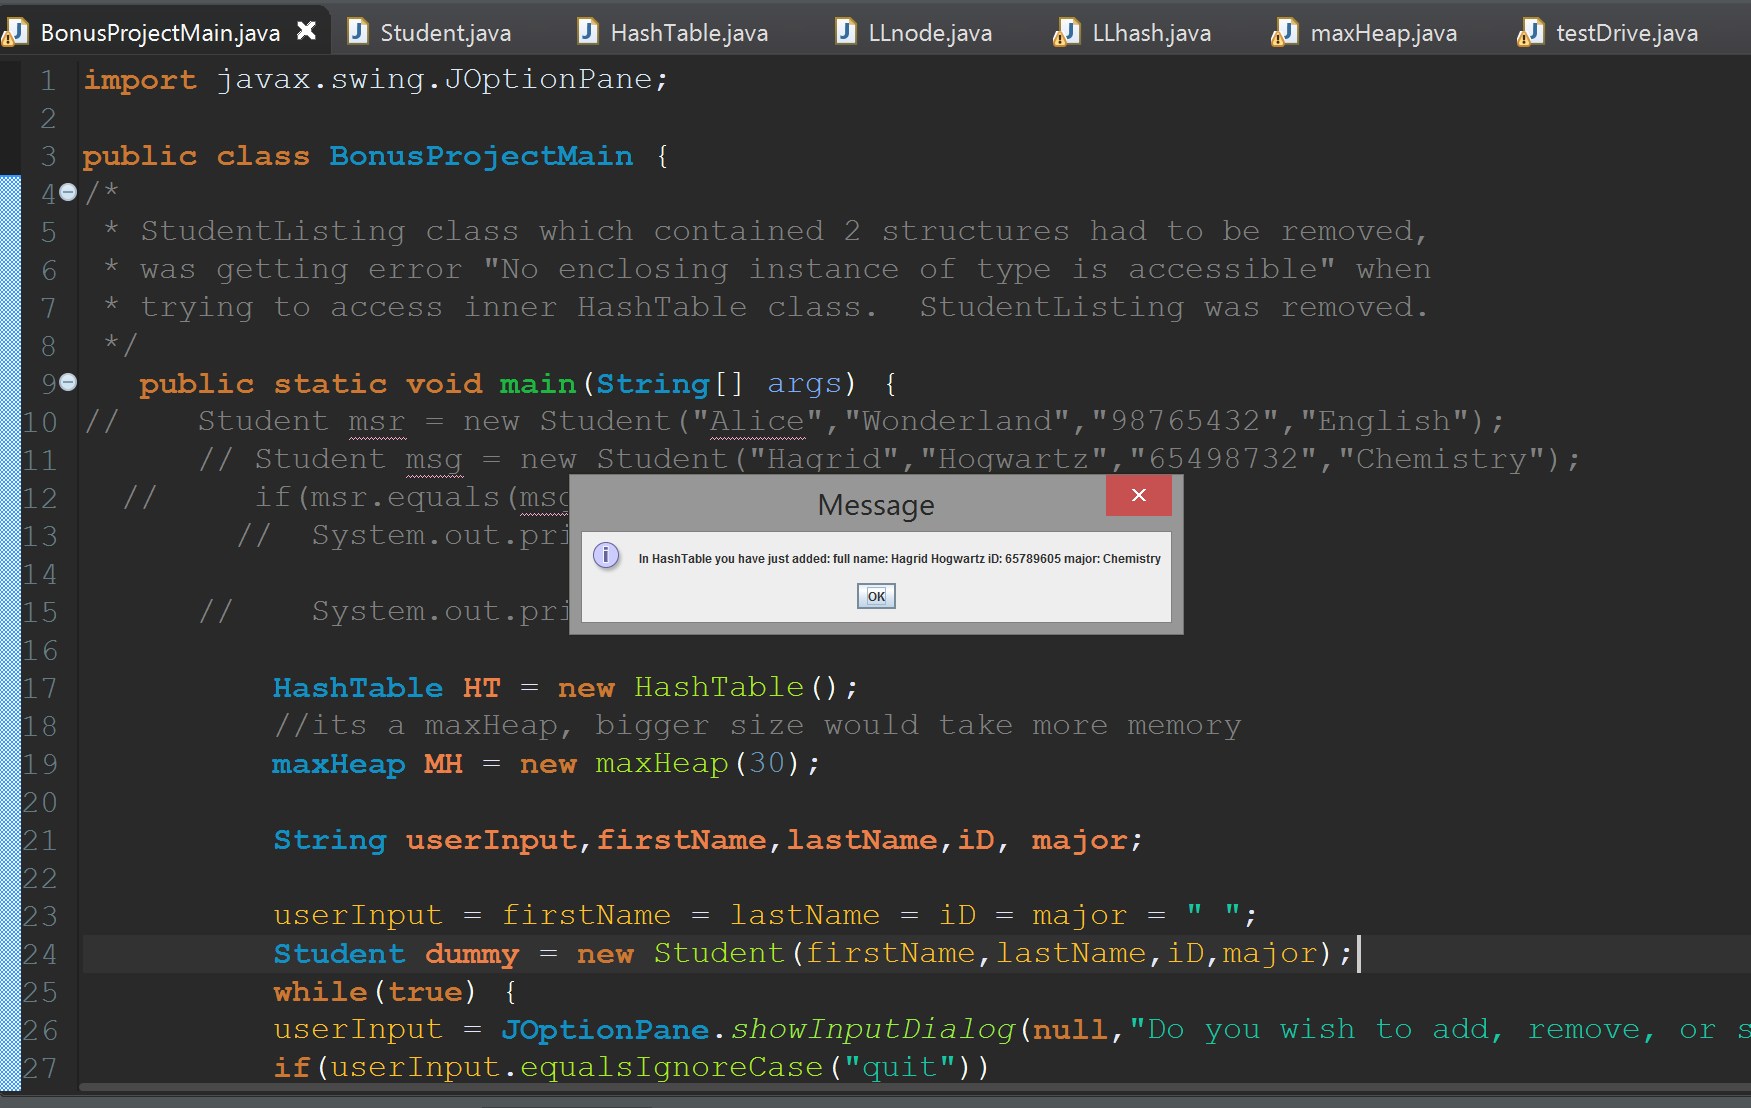 BonusProjectMain.java Student.java HashTable.java LLnode.java LLhash.java maxHeap.java testDrive.java
1 import javax.swing.JOptionPane;
2
3 public class BonusProjectMain {
4 /*
5 * StudentListing class which contained 2 structures had to be removed,
6 * was getting error "No enclosing instance of type is accessible" when
7 * trying to access inner HashTable class.  StudentListing was removed.
8 */
9 public static void main(String[] args) {
10 // Student msr = new Student("Alice","Wonderland","98765432","English");
11 // Student msg = new Student("Hagrid","Hogwartz","65498732","Chemistry");
12 // if(msr.equals(msg
13 // System.out.pri
14
15 // System.out.pri
Message
In HashTable you have just added: full name: Hagrid Hogwartz iD: 65789605 major: Chemistry
OK
16
17 HashTable HT = new HashTable();
18 //its a maxHeap, bigger size would take more memory
19 maxHeap MH = new maxHeap(30);
20
21 String userInput,firstName,lastName,iD, major;
22
23 userInput = firstName = lastName = iD = major = " ";
24 Student dummy = new Student(firstName,lastName,iD,major);
25 while(true) {
26 userInput = JOptionPane.showInputDialog(null,"Do you wish to add, remove, or s
27 if(userInput.equalsIgnoreCase("quit"))